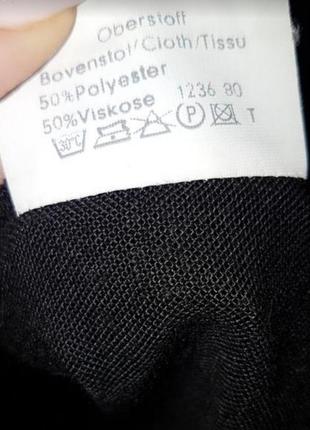 Oberstoff
Bovenstof/Cloth/Tissu
50%Polyester
50%Viskose 1236 80
30°C P T